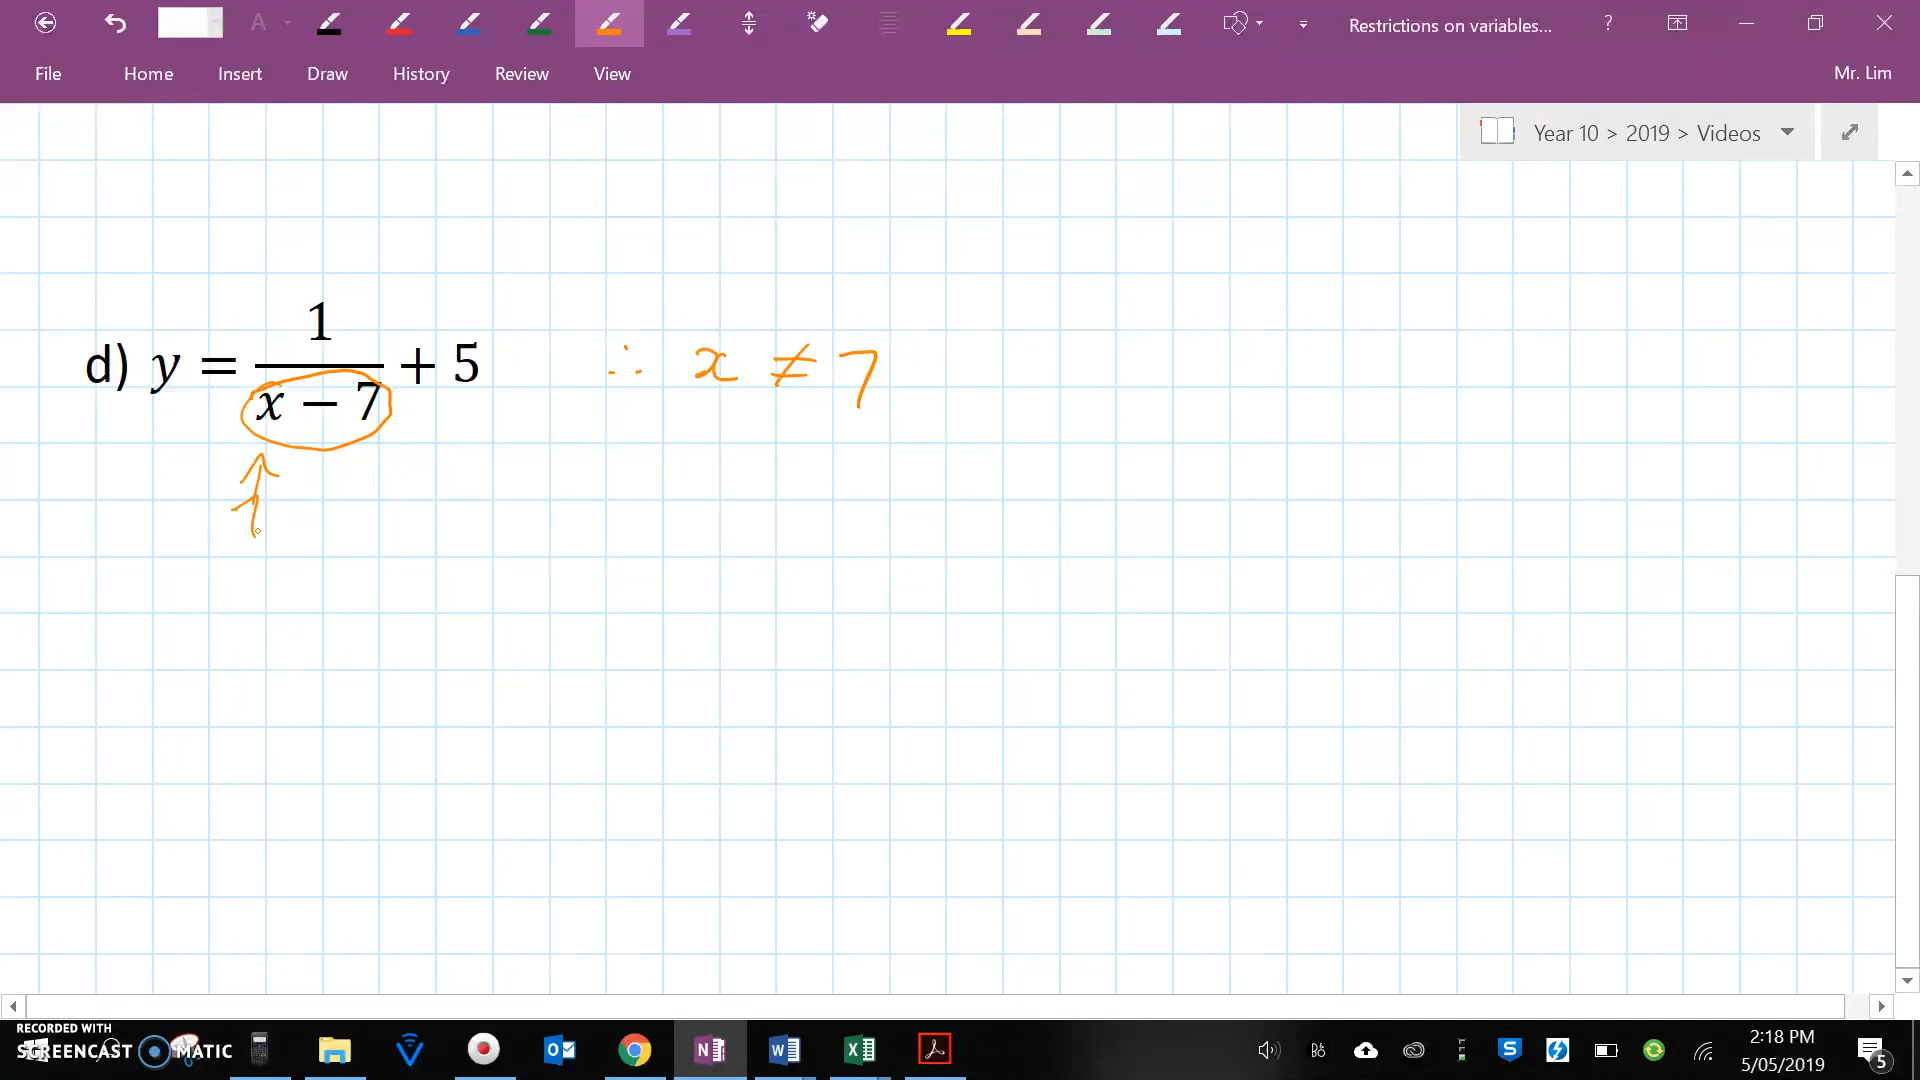 A
Restrictions on variables...
?
File Home Insert Draw History Review View Mr. Lim
Year 10 > 2019 > Videos
d) y = 1/(x − 7) + 5 ∴ x ≠ 7
RECORDED WITH
SCREENCAST MATIC
2:18 PM
5/05/2019
5